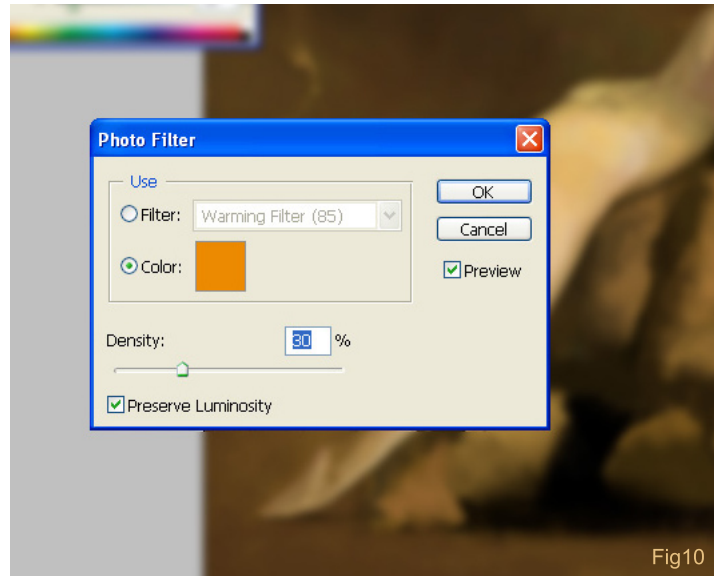 Photo Filter
Use
Filter: Warming Filter (85)
Color:
OK
Cancel
Preview
Density: 30 %
Preserve Luminosity
Fig10